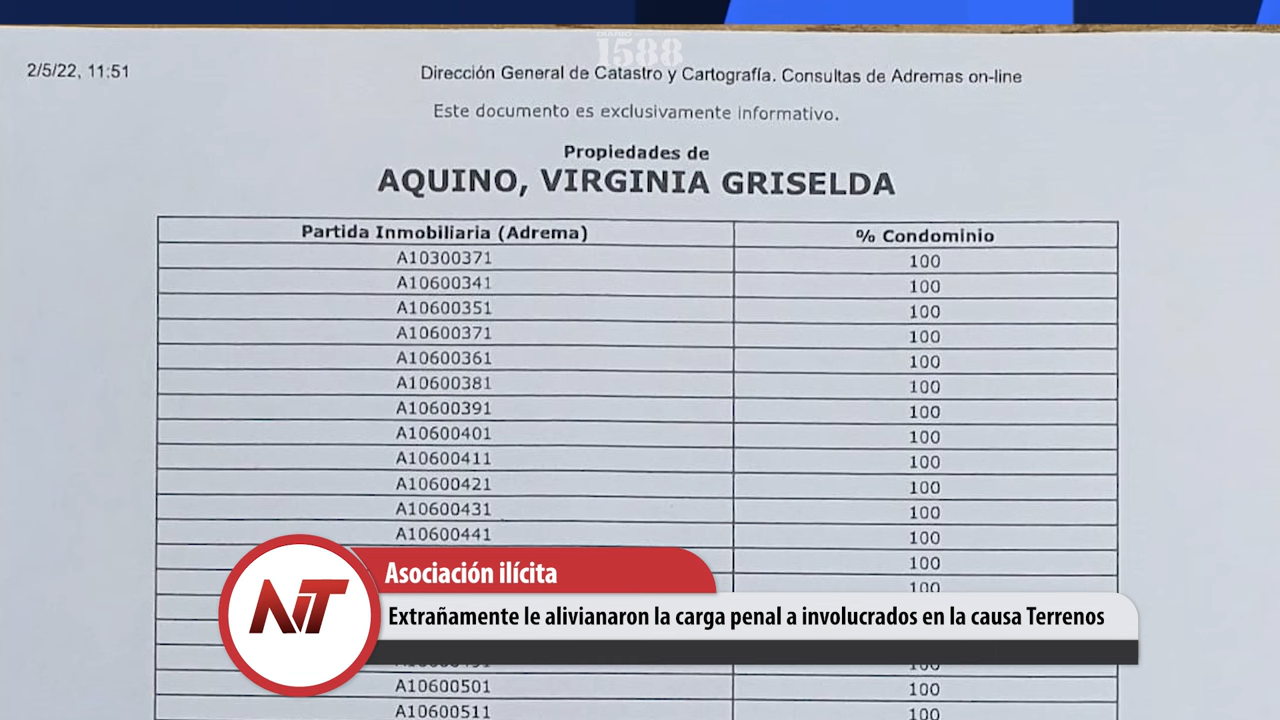 DIARIO
1588
2/5/22, 11:51
Dirección General de Catastro y Cartografía. Consultas de Adremas on-line
Este documento es exclusivamente informativo.
Propiedades de
AQUINO, VIRGINIA GRISELDA
Partida Inmobiliaria (Adrema) % Condominio
A10300371 100
A10600341 100
A10600351 100
A10600371 100
A10600361 100
A10600381 100
A10600391 100
A10600401 100
A10600411 100
A10600421 100
A10600431 100
A10600441 100
100
100
NT
Asociación ilícita
Extrañamente le alivianaron la carga penal a involucrados en la causa Terrenos
100
A10600501 100
A10600511 100